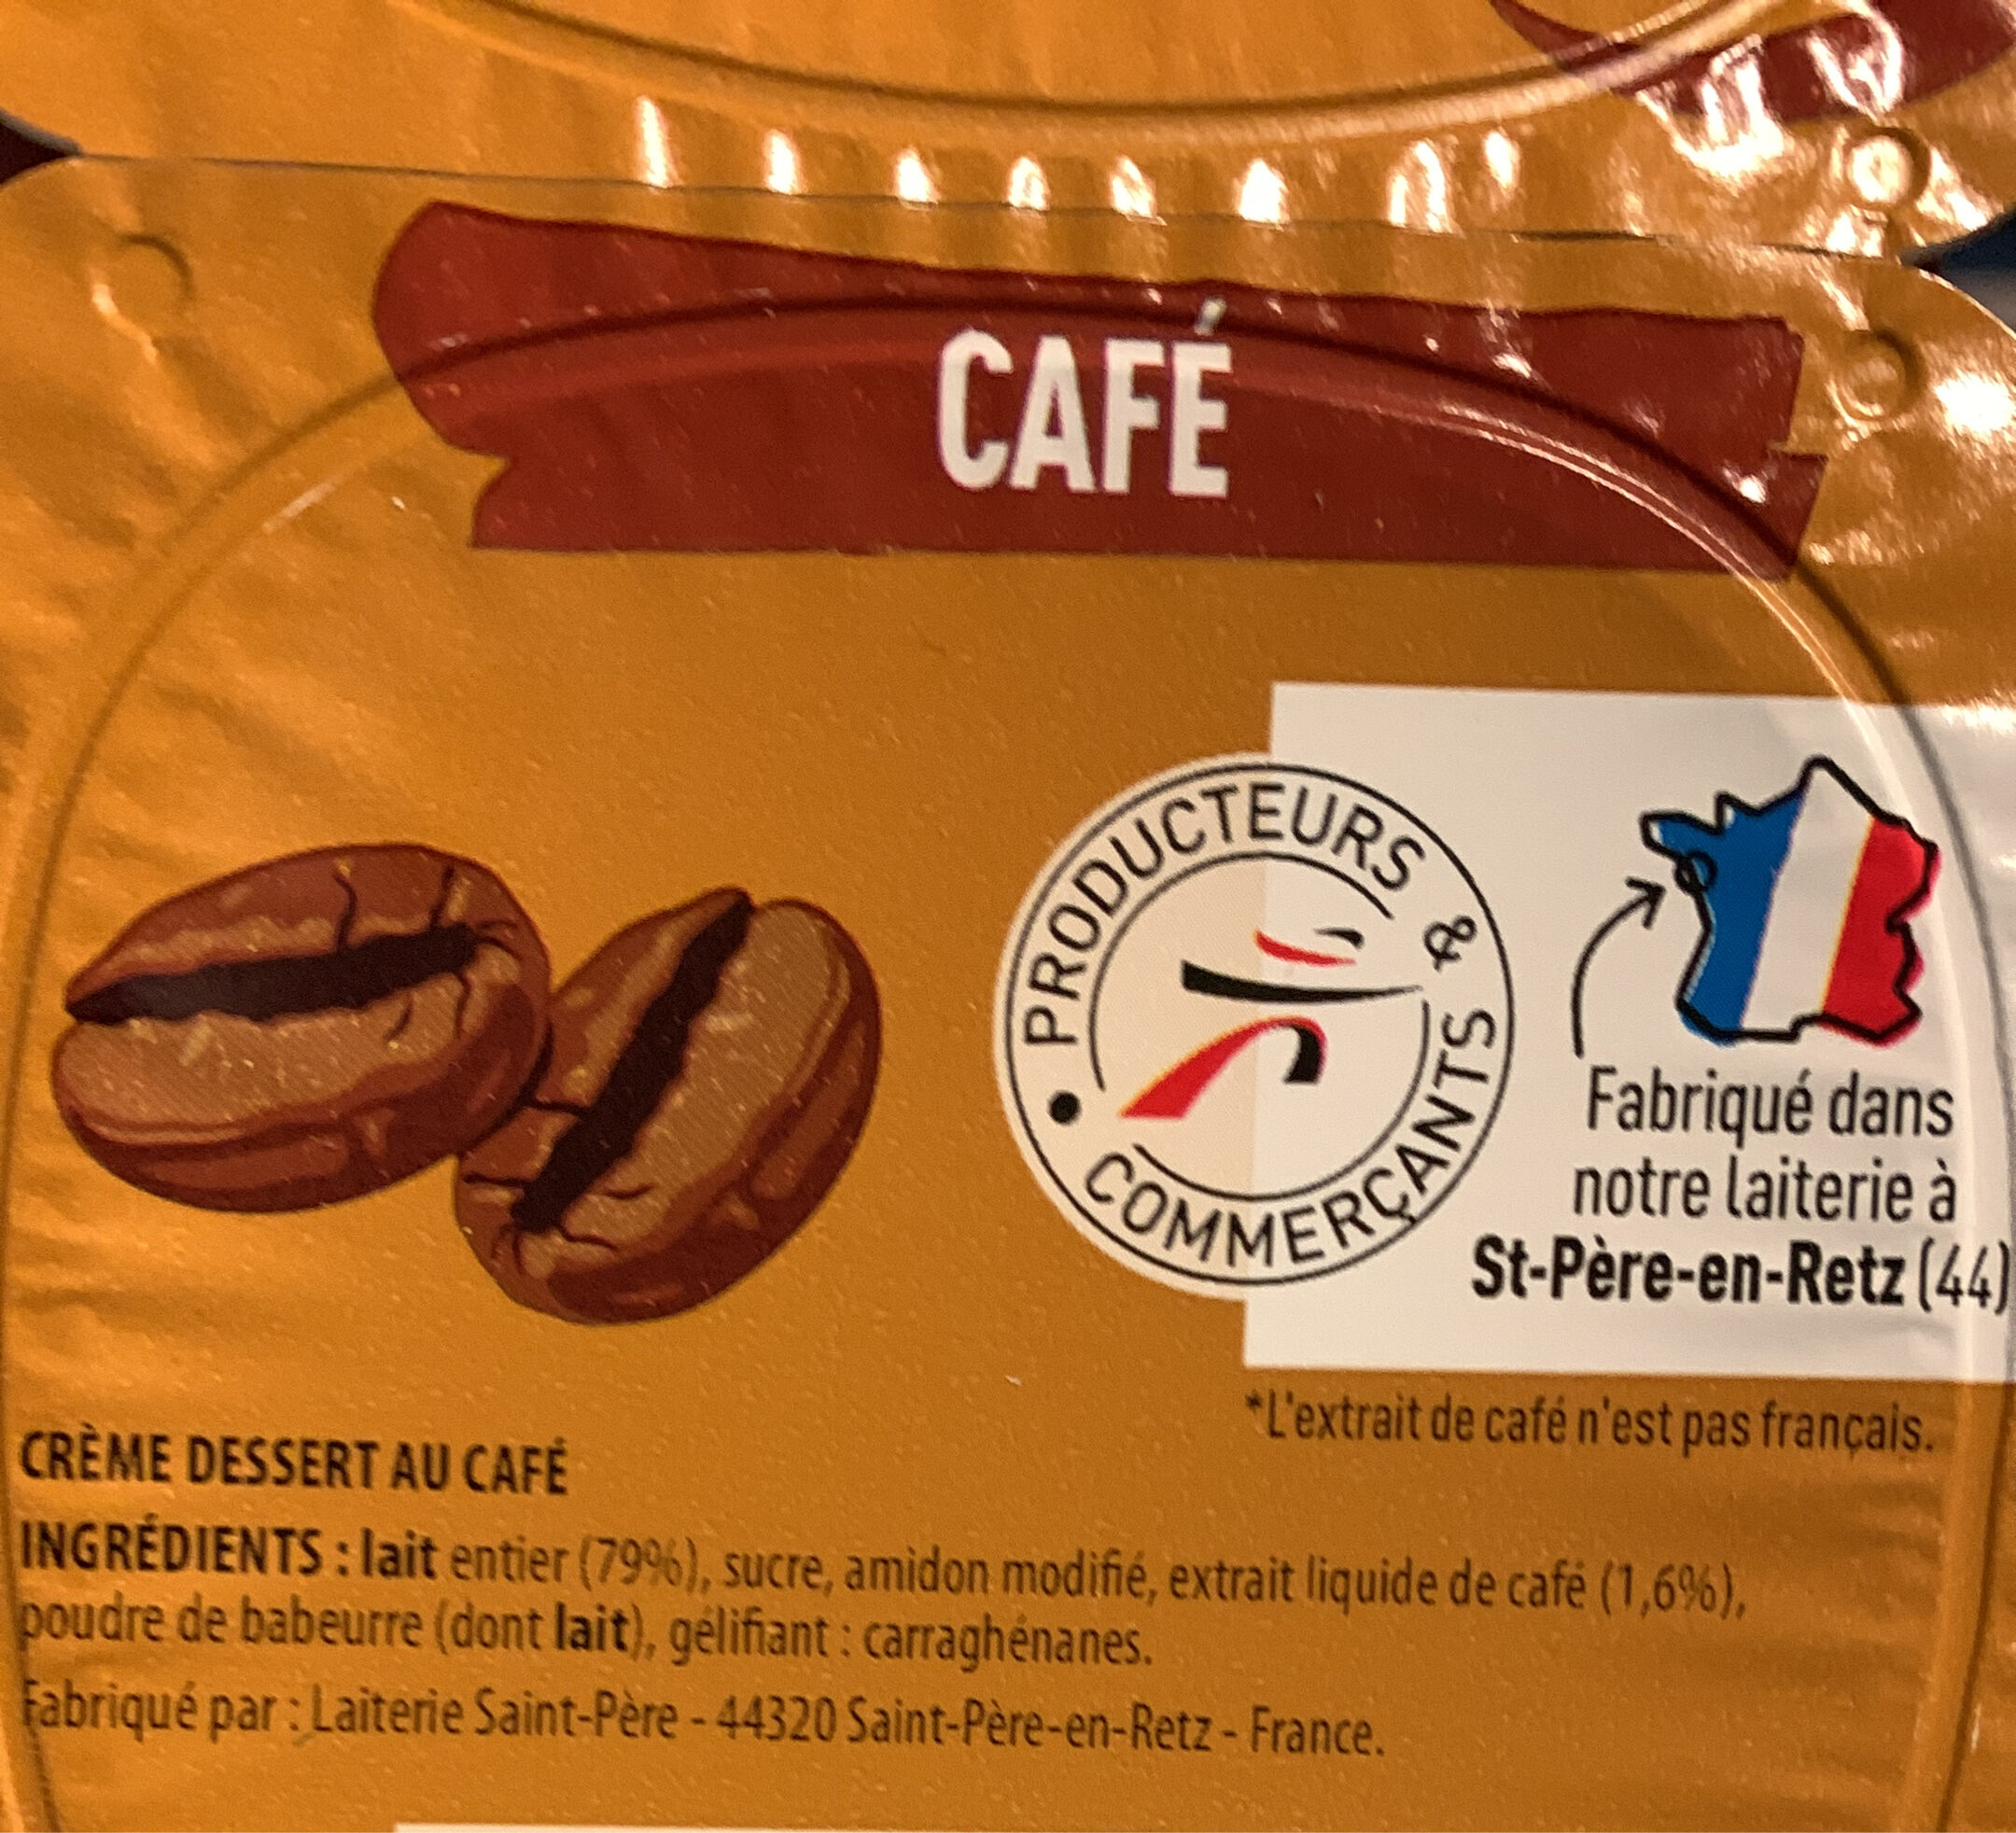 CAFÉ
PRODUCTEURS &
COMMERÇANTS
Fabriqué dans
notre laiterie à
St-Père-en-Retz (44)
*L'extrait de café n'est pas français.
CRÈME DESSERT AU CAFÉ
INGRÉDIENTS : lait entier (79%), sucre, amidon modifié, extrait liquide de café (1,6%),
poudre de babeurre (dont lait), gélifiant : carraghénanes.
Fabriqué par : Laiterie Saint-Père - 44320 Saint-Père-en-Retz - France.